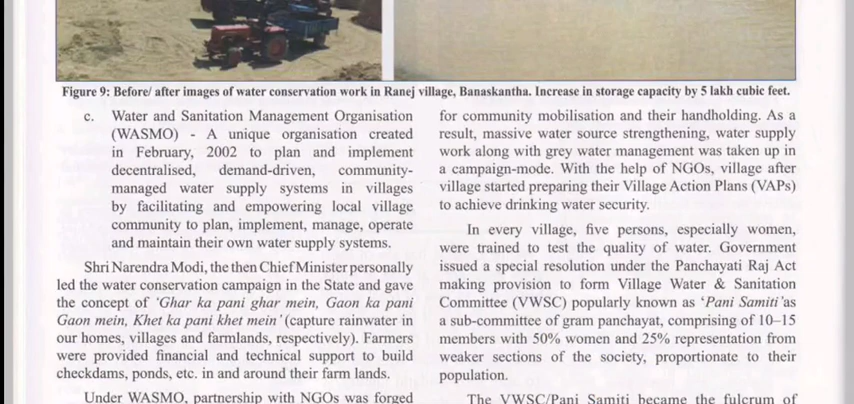 Figure 9: Before/ after images of water conservation work in Ranej village, Banaskantha. Increase in storage capacity by 5 lakh cubic feet.
c. Water and Sanitation Management Organisation
(WASMO) - A unique organisation created
in February, 2002 to plan and implement
decentralised, demand-driven, community-
managed water supply systems in villages
by facilitating and empowering local village
community to plan, implement, manage, operate
and maintain their own water supply systems.
Shri Narendra Modi, the then Chief Minister personally
led the water conservation campaign in the State and gave
the concept of 'Ghar ka pani ghar mein, Gaon ka pani
Gaon mein, Khet ka pani khet mein' (capture rainwater in
our homes, villages and farmlands, respectively). Farmers
were provided financial and technical support to build
checkdams, ponds, etc. in and around their farm lands.
Under WASMO, partnership with NGOs was forged
for community mobilisation and their handholding. As a
result, massive water source strengthening, water supply
work along with grey water management was taken up in
a campaign-mode. With the help of NGOs, village after
village started preparing their Village Action Plans (VAPs)
to achieve drinking water security.
In every village, five persons, especially women,
were trained to test the quality of water. Government
issued a special resolution under the Panchayati Raj Act
making provision to form Village Water & Sanitation
Committee (VWSC) popularly known as 'Pani Samiti' as
a sub-committee of gram panchayat, comprising of 10–15
members with 50% women and 25% representation from
weaker sections of the society, proportionate to their
population.
The VWSC/Pani Samiti became the fulcrum of